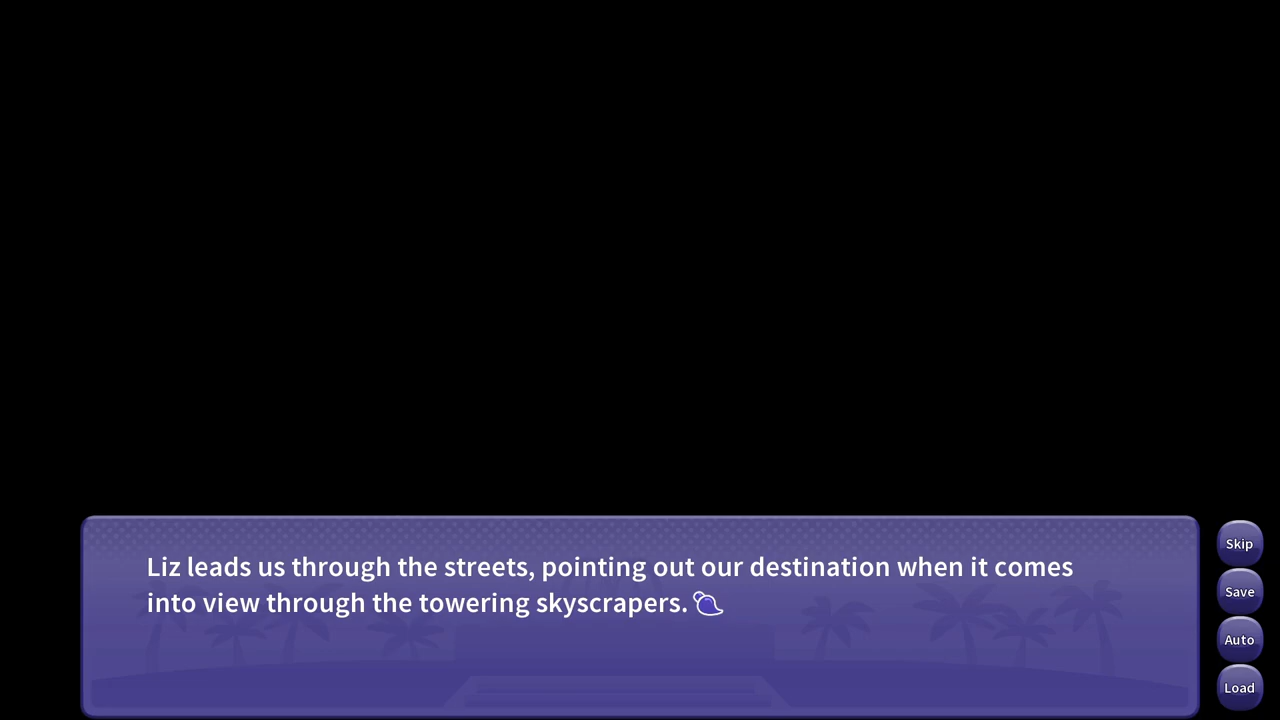 Liz leads us through the streets, pointing out our destination when it comes
into view through the towering skyscrapers.
Skip
Save
Auto
Load